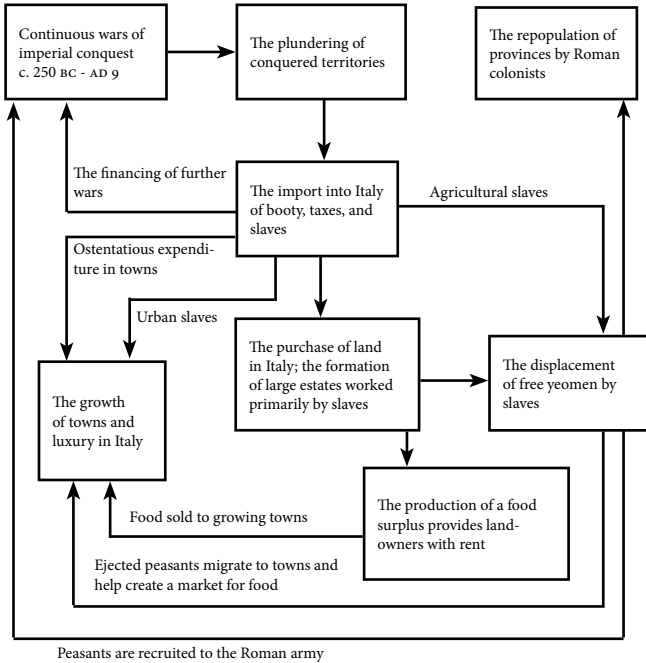 Continuous wars of
imperial conquest
c. 250 BC - AD 9
The plundering of
conquered territories
The repopulation of
provinces by Roman
colonists
The financing of further
wars
The import into Italy
of booty, taxes, and
slaves
Agricultural slaves
Ostentatious expendi-
ture in towns
Urban slaves
The purchase of land
in Italy; the formation
of large estates worked
primarily by slaves
The displacement
of free yeomen by
slaves
The growth
of towns and
luxury in Italy
The production of a food
surplus provides land-
owners with rent
Food sold to growing towns
Ejected peasants migrate to towns and
help create a market for food
Peasants are recruited to the Roman army